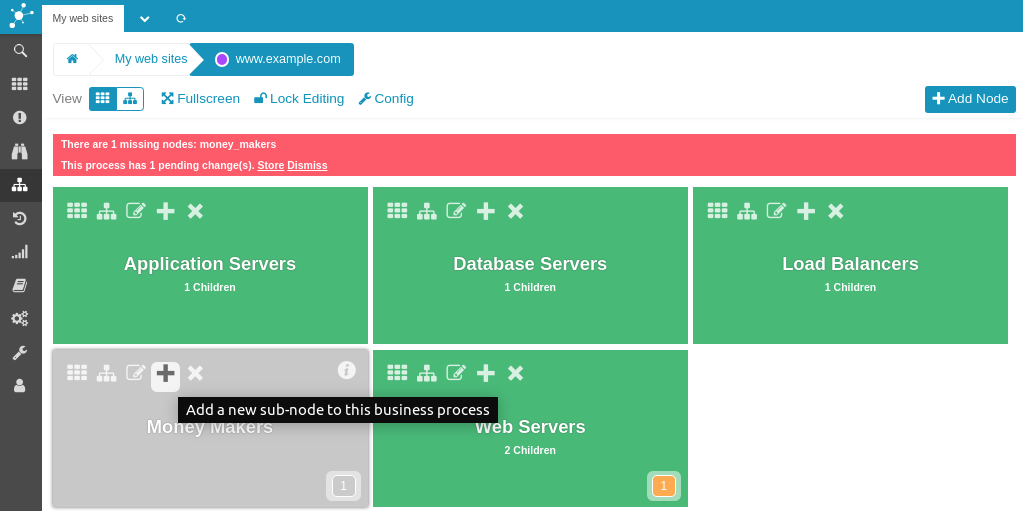 My web sites
My web sites
www.example.com
View
Fullscreen
Lock Editing
Config
Add Node
There are 1 missing nodes: money_makers
This process has 1 pending change(s). Store Dismiss
Application Servers
1 Children
Database Servers
1 Children
Load Balancers
1 Children
Add a new sub-node to this business process
Money Makers
1
Web Servers
2 Children
1